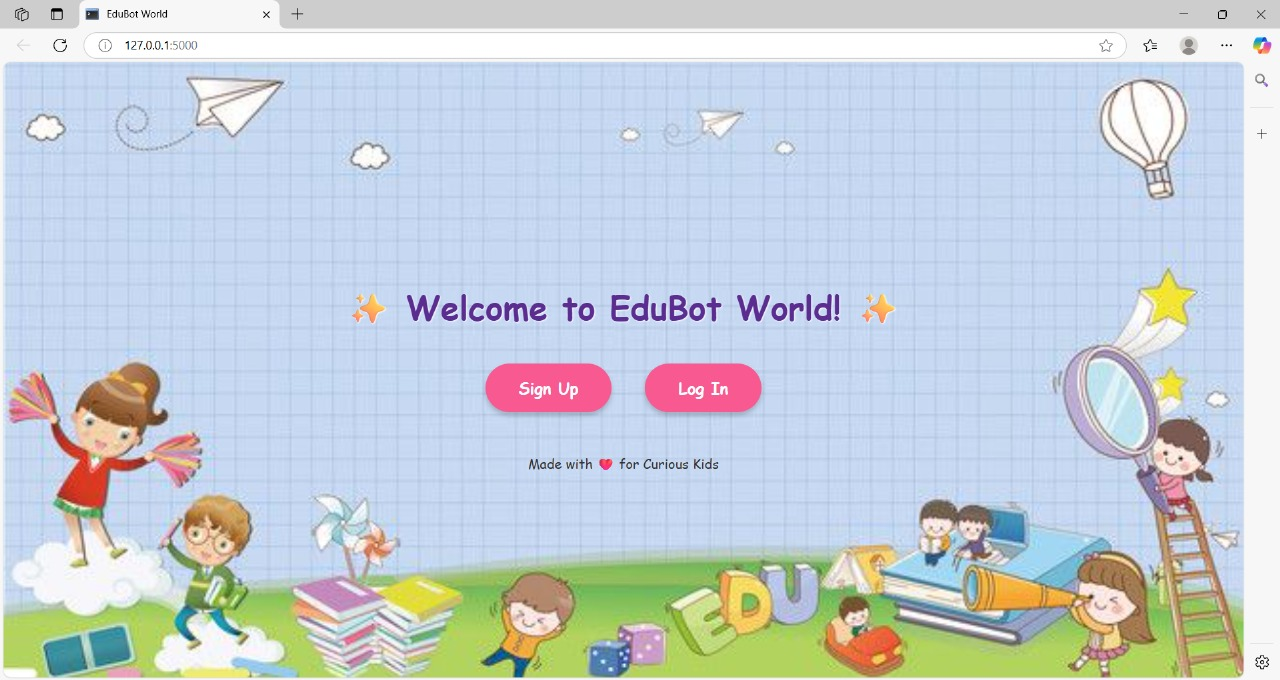 EduBot World
127.0.0.1:5000
✨ Welcome to EduBot World! ✨
Sign Up
Log In
Made with ❤️ for Curious Kids
EDU